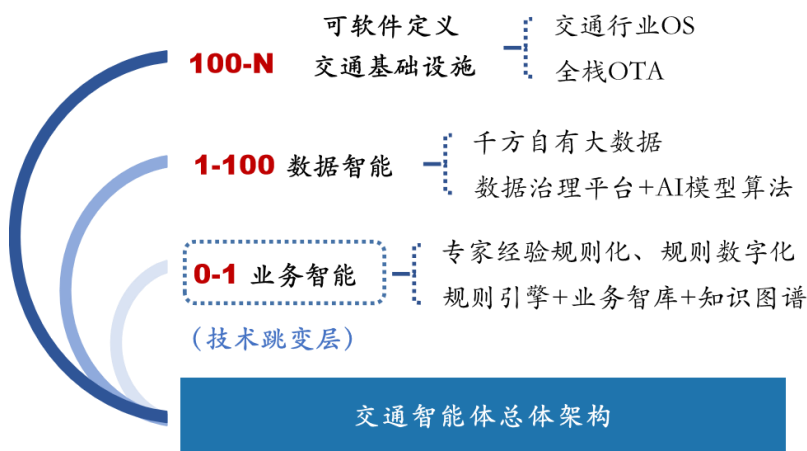 可软件定义
100-N 交通基础设施
交通行业OS
全栈OTA
1-100 数据智能
千方自有大数据
数据治理平台+AI模型算法
0-1 业务智能
专家经验规则化、规则数字化
规则引擎+业务智库+知识图谱
（技术跳变层）
交通智能体总体架构